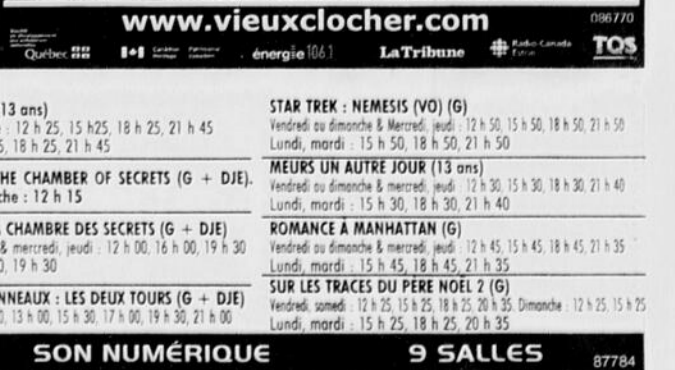 www.vieuxclocher.com
086770
Québec
énergie 106.1
La Tribune
Radio-Canada
TQS
13 ans)
: 12 h 25, 15 h25, 18 h 25, 21 h 45
5, 18 h 25, 21 h 45
HE CHAMBER OF SECRETS (G + DJE).
che : 12 h 15
CHAMBRE DES SECRETS (G + DJE)
& mercredi, jeudi : 12 h 00, 16 h 00, 19 h 30
0, 19 h 30
NNEAUX : LES DEUX TOURS (G + DJE)
0, 13 h 00, 15 h 30, 17 h 00, 19 h 30, 21 h 00
STAR TREK : NEMESIS (VO) (G)
Vendredi au dimanche & Mercredi, jeudi : 12 h 50, 15 h 50, 18 h 50, 21 h 50
Lundi, mardi : 15 h 50, 18 h 50, 21 h 50
MEURS UN AUTRE JOUR (13 ans)
Vendredi au dimanche & mercredi, jeudi : 12 h 30, 15 h 30, 18 h 30, 21 h 40
Lundi, mardi : 15 h 30, 18 h 30, 21 h 40
ROMANCE À MANHATTAN (G)
Vendredi au dimanche & mercredi, jeudi : 12 h 45, 15 h 45, 18 h 45, 21 h 35
Lundi, mardi : 15 h 45, 18 h 45, 21 h 35
SUR LES TRACES DU PÈRE NOËL 2 (G)
Vendredi, samedi : 12 h 25, 15 h 25, 18 h 25, 20 h 35, Dimanche : 12 h 25, 15 h 25
Lundi, mardi : 15 h 25, 18 h 25, 20 h 35
SON NUMÉRIQUE
9 SALLES
87784